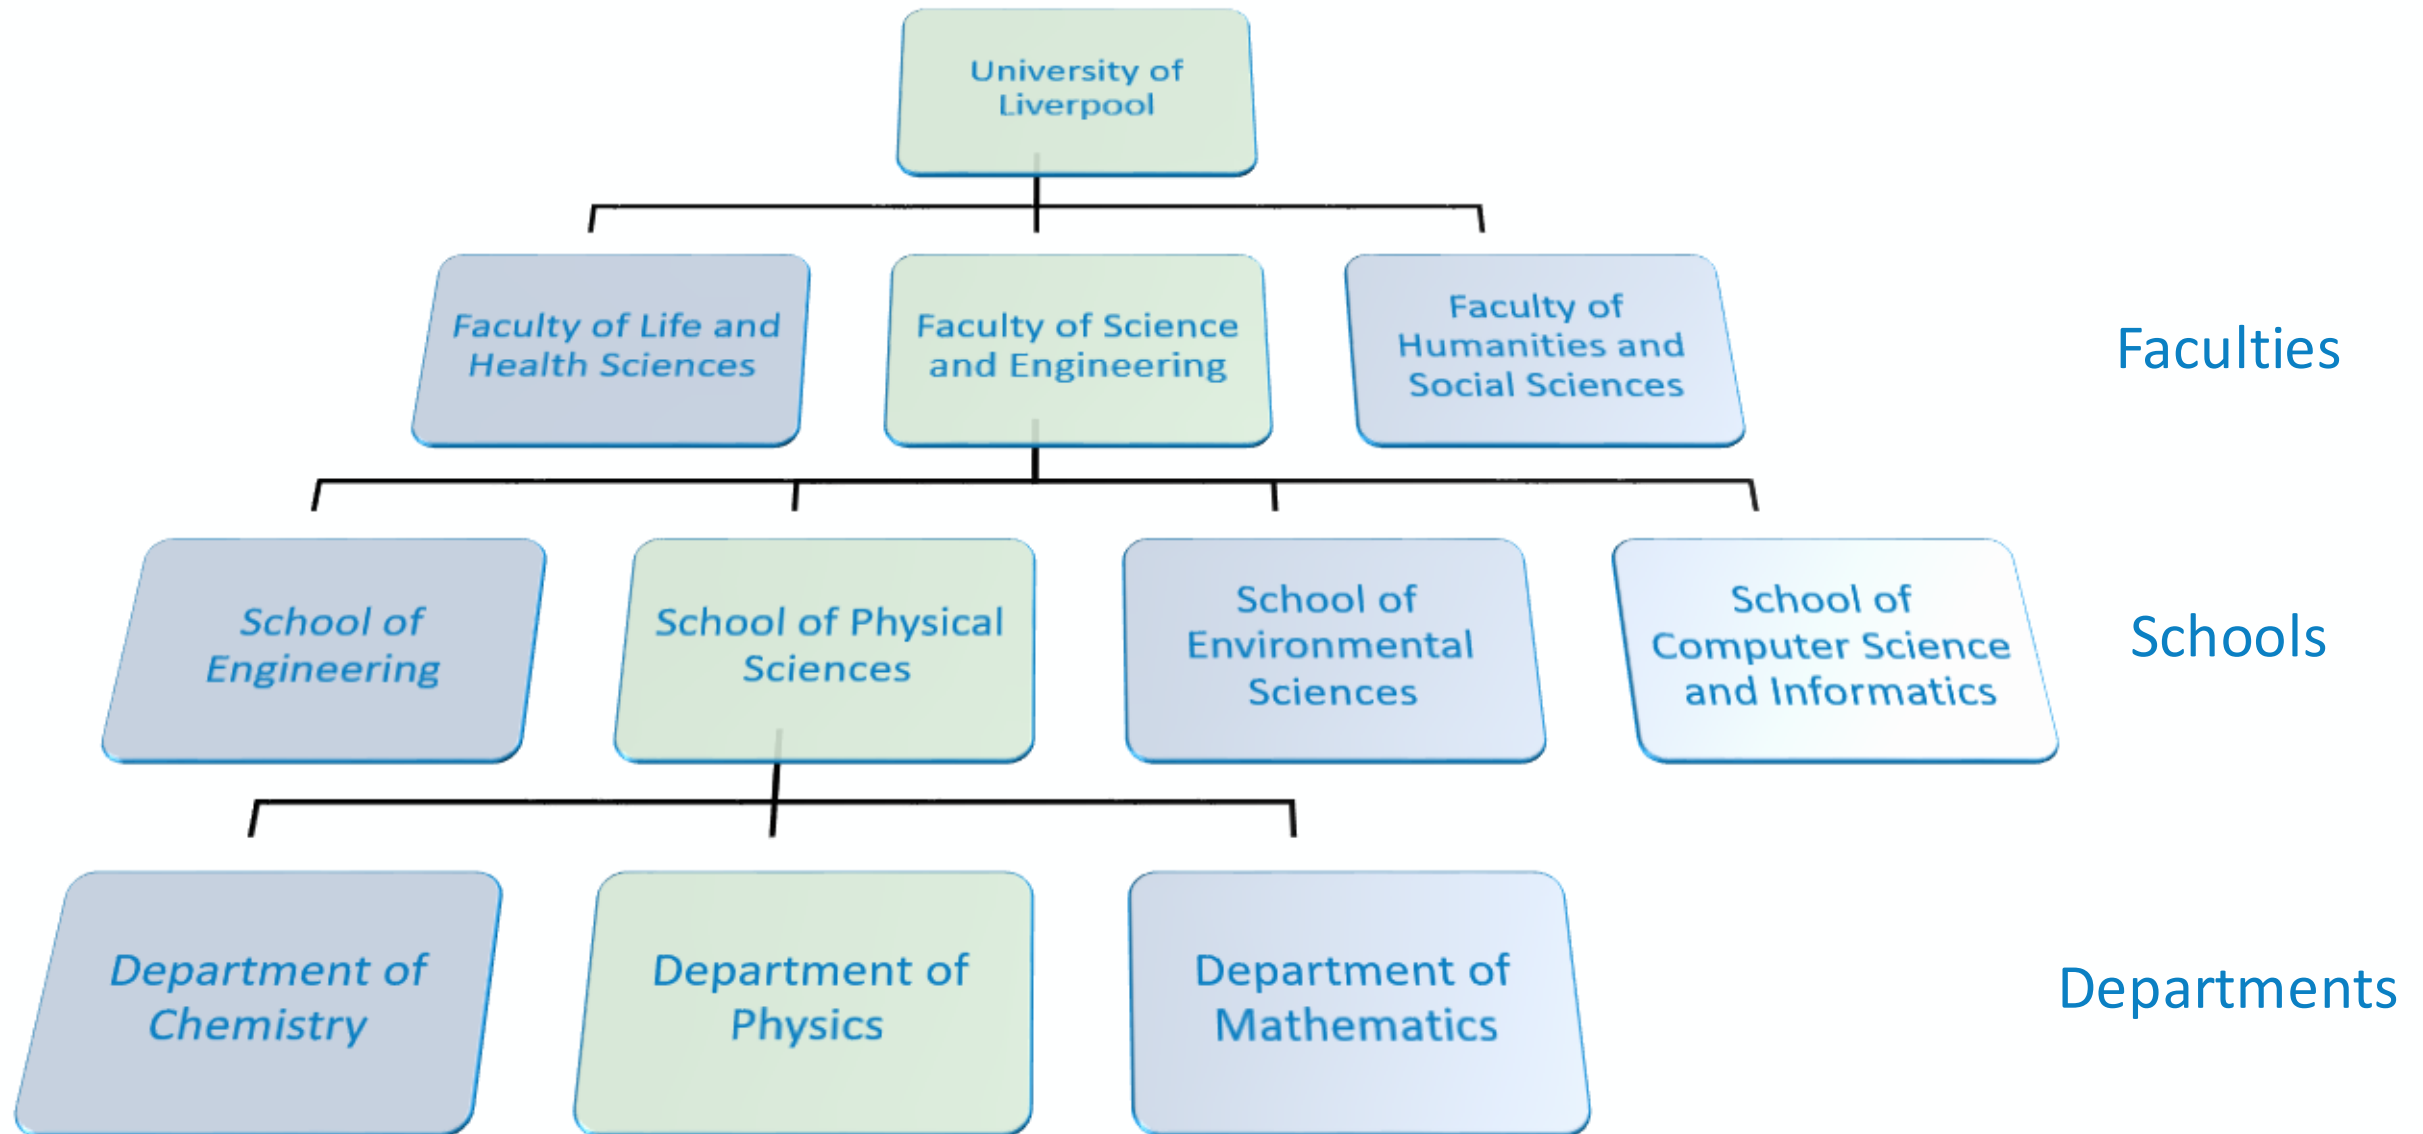 University of
Liverpool
Faculty of Life and
Health Sciences
Faculty of Science
and Engineering
Faculty of
Humanities and
Social Sciences
Faculties
School of
Engineering
School of Physical
Sciences
School of
Environmental
Sciences
School of
Computer Science
and Informatics
Schools
Department of
Chemistry
Department of
Physics
Department of
Mathematics
Departments